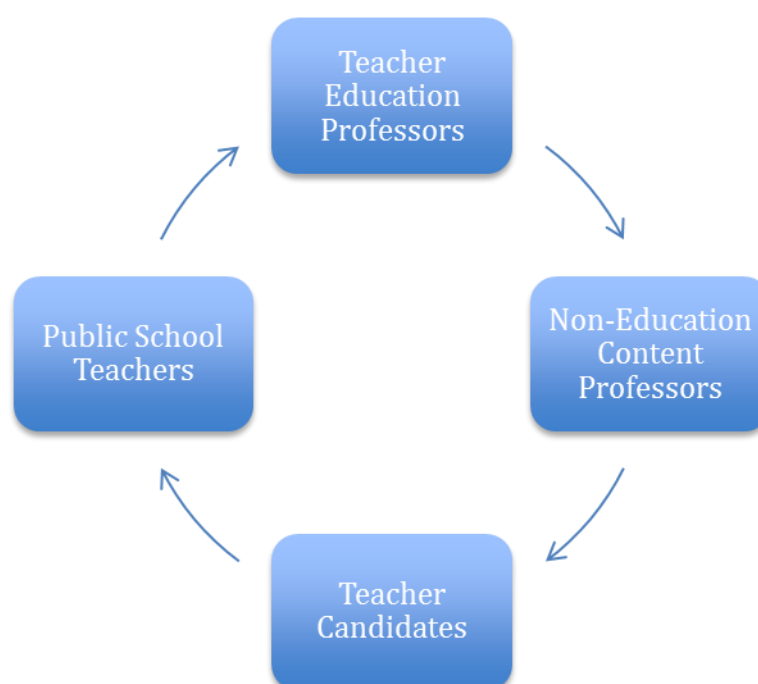 Teacher
Education
Professors
Public School
Teachers
Non-Education
Content
Professors
Teacher
Candidates